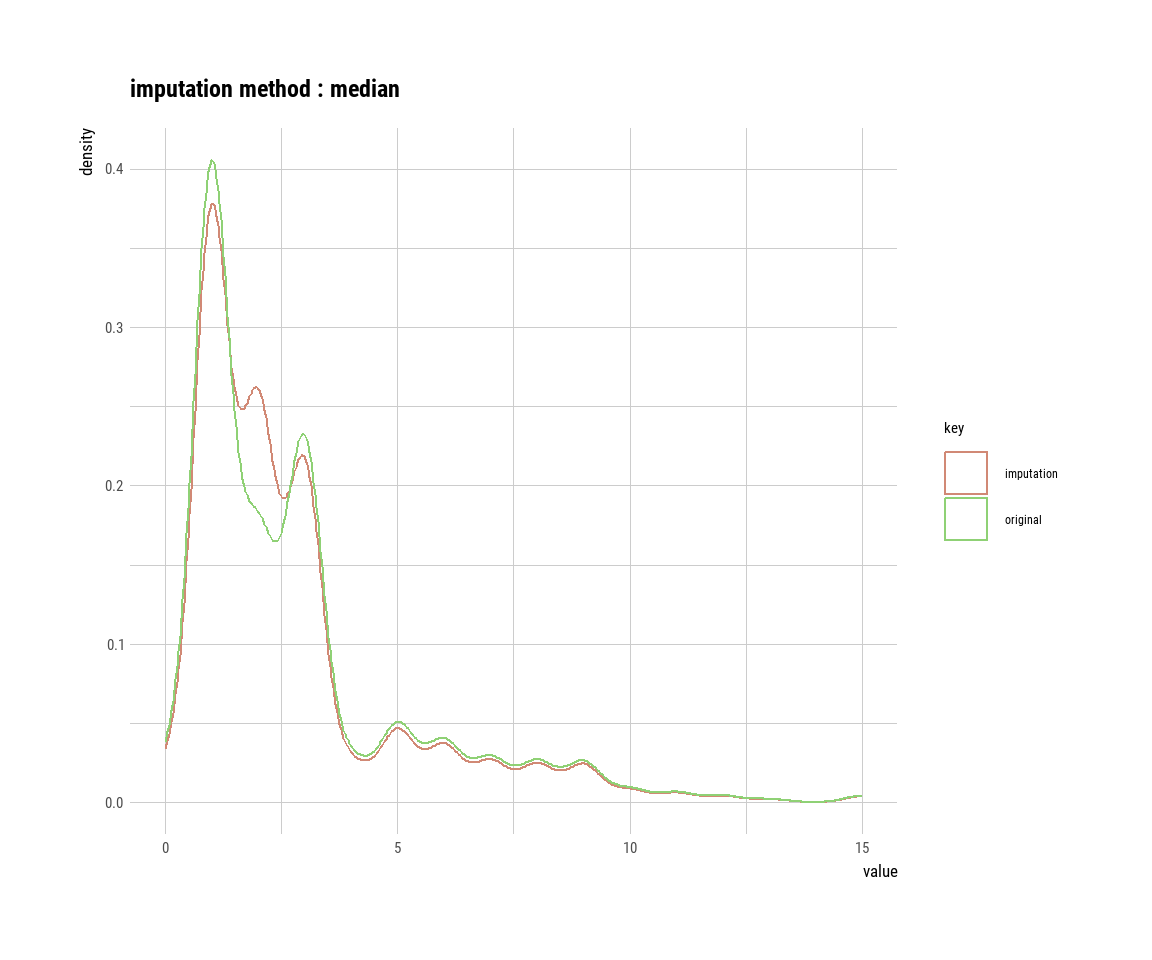 imputation method : median
density
0.4
0.3
0.2
0.1
0.0
0 5 10 15
value
key
imputation
original